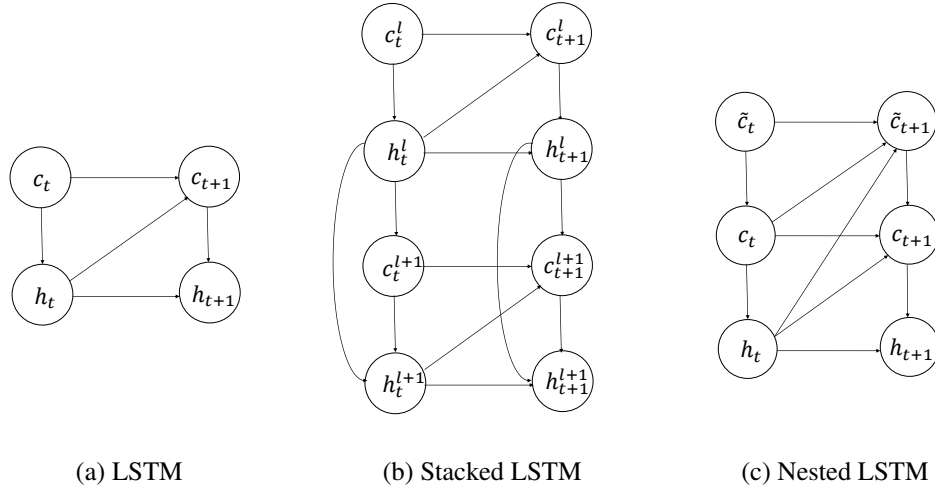 c_t
c_{t+1}
h_t
h_{t+1}
(a) LSTM
c_t^l
c_{t+1}^l
h_t^l
h_{t+1}^l
c_t^{l+1}
c_{t+1}^{l+1}
h_t^{l+1}
h_{t+1}^{l+1}
(b) Stacked LSTM
c̃_t
c̃_{t+1}
c_t
c_{t+1}
h_t
h_{t+1}
(c) Nested LSTM